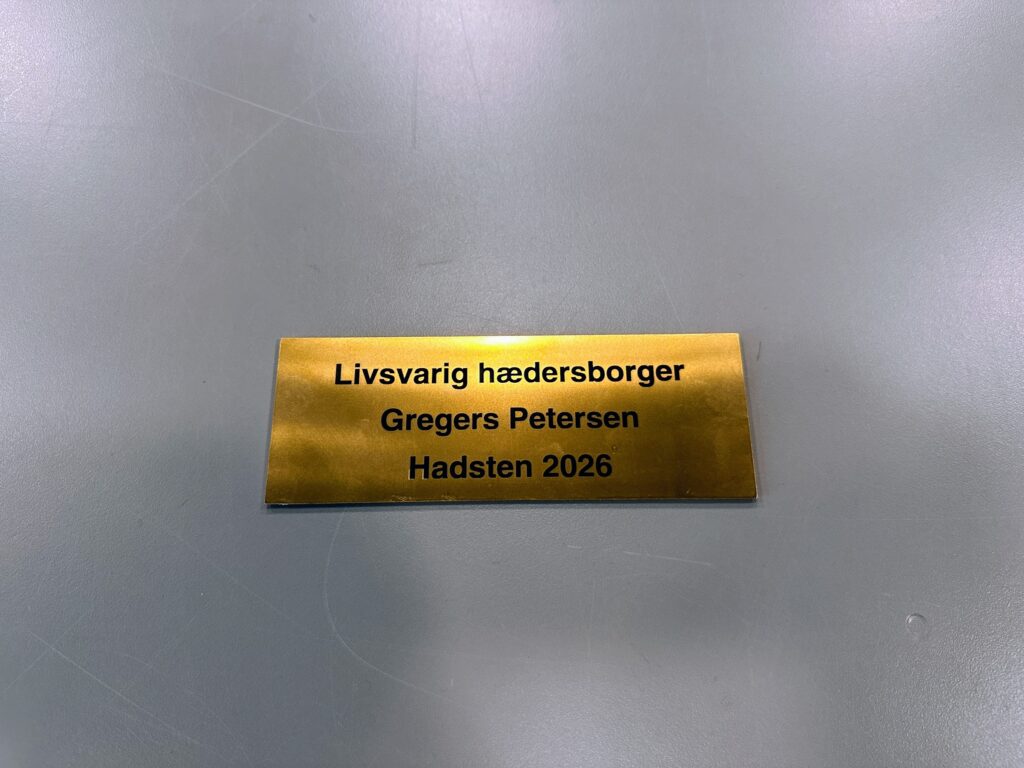 Livsvarig hædersborger
Gregers Petersen
Hadsten 2026